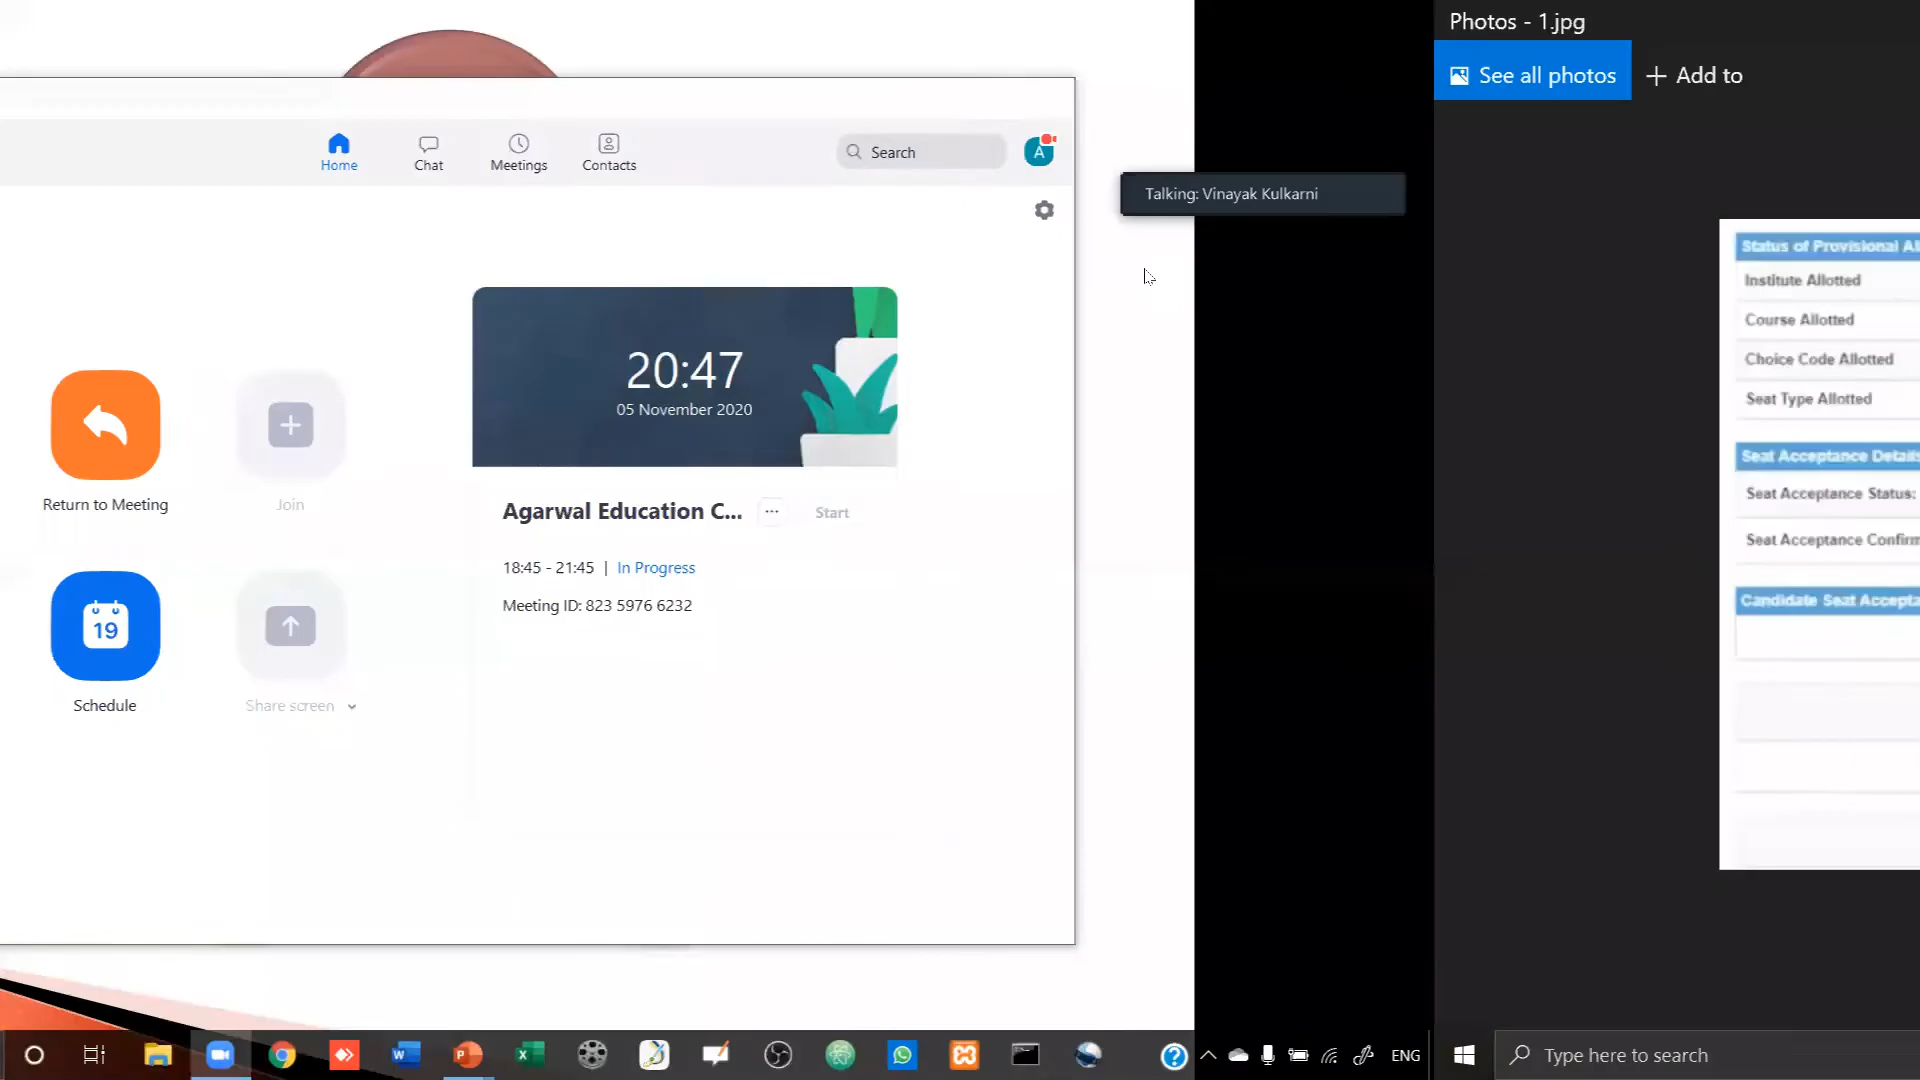 Photos - 1.jpg
See all photos
Add to
Home
Chat
Meetings
Contacts
Search
A
Talking: Vinayak Kulkarni
20:47
05 November 2020
Return to Meeting
Join
Agarwal Education C...
Start
18:45 - 21:45 | In Progress
Meeting ID: 823 5976 6232
19
Schedule
Share screen
Status of Provisional
Institute Allotted
Course Allotted
Choice Code Allotted
Seat Type Allotted
Seat Acceptance Details
Seat Acceptance Status:
Seat Acceptance
Candidate Seat
ENG
Type here to search